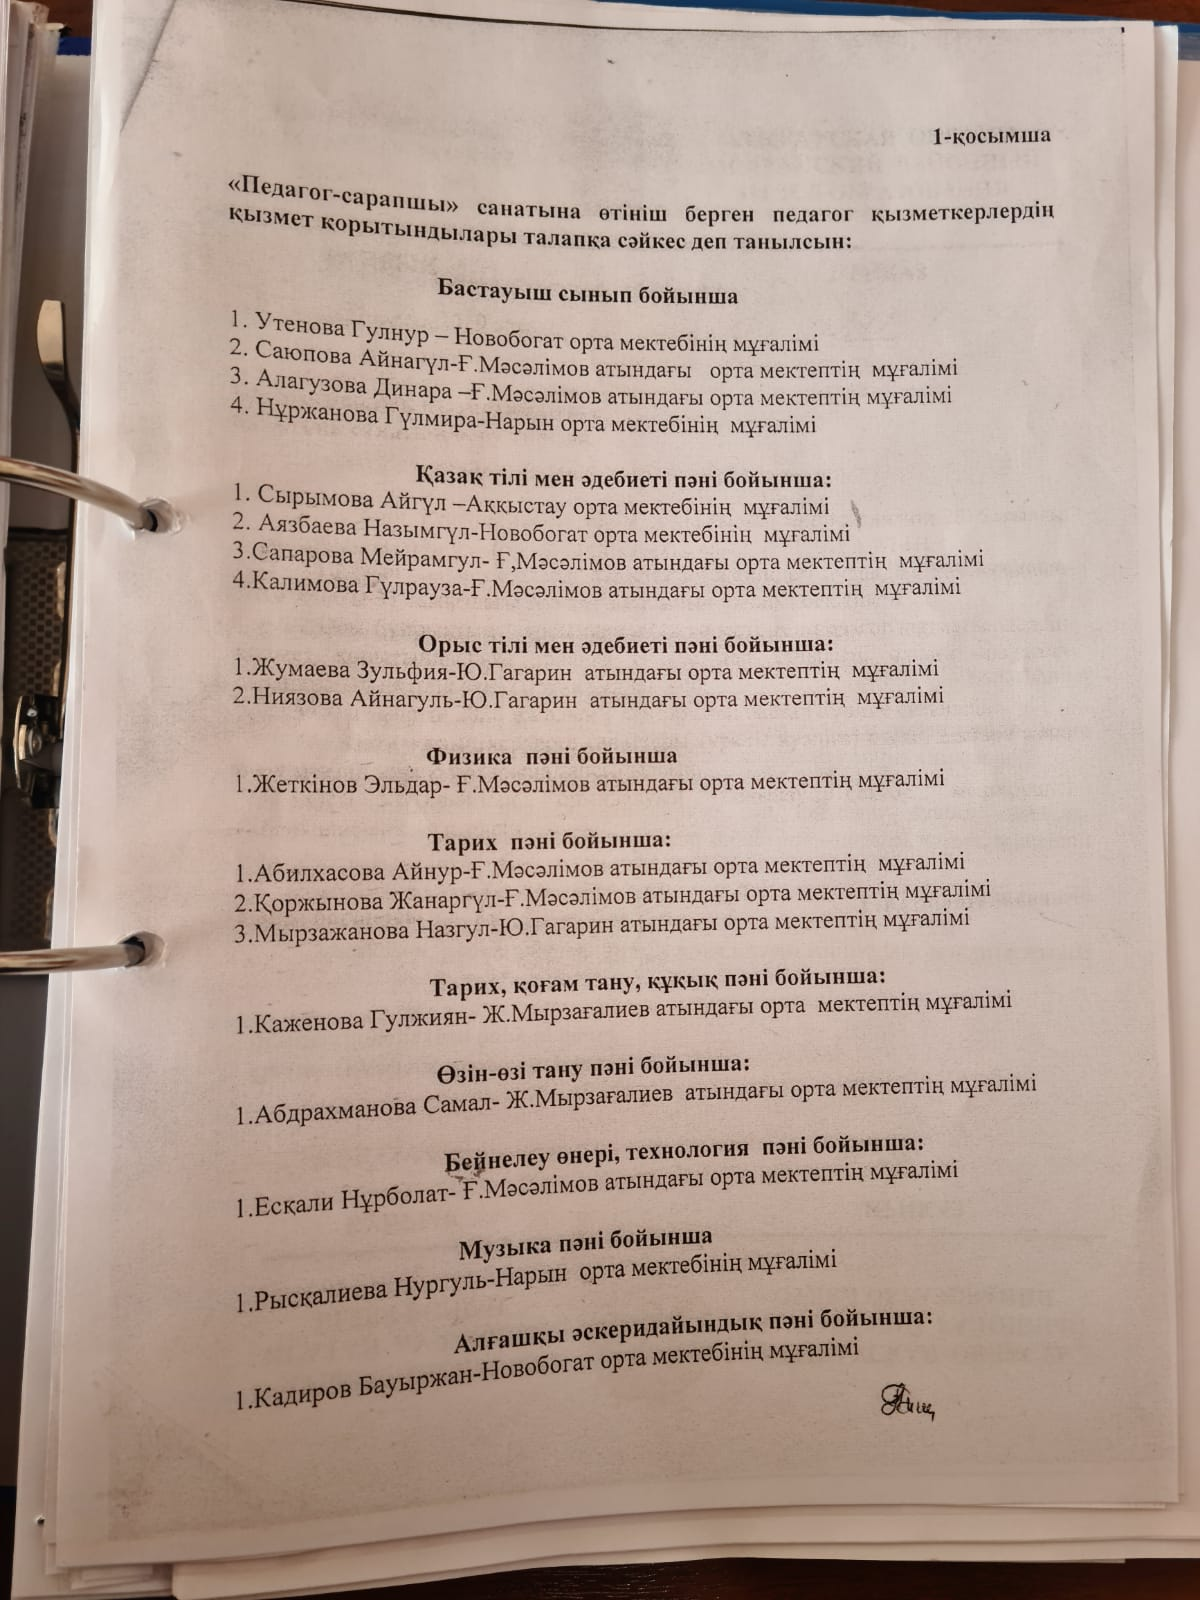 1-қосымша
«Педагог-сарапшы» санатына өтініш берген педагог қызметкерлердің
қызмет қорытындылары талапқа сәйкес деп танылсын:
Бастауыш сынып бойынша
1. Утенова Гулнур – Новобогат орта мектебінің мұғалімі
2. Саюпова Айнагүл-Ғ.Мәсәлімов атындағы орта мектептің мұғалімі
3. Алагузова Динара –Ғ.Мәсәлімов атындағы орта мектептің мұғалімі
4. Нұржанова Гүлмира-Нарын орта мектебінің мұғалімі
Қазақ тілі мен әдебиеті пәні бойынша:
1. Сырымова Айгүл –Аққыстау орта мектебінің мұғалімі
2. Аязбаева Назымгүл-Новобогат орта мектебінің мұғалімі
3.Сапарова Мейрамгул- Ғ,Мәсәлімов атындағы орта мектептің мұғалімі
4.Калимова Гүлрауза-Ғ.Мәсәлімов атындағы орта мектептің мұғалімі
Орыс тілі мен әдебиеті пәні бойынша:
1.Жумаева Зульфия-Ю.Гагарин атындағы орта мектептің мұғалімі
2.Ниязова Айнагуль-Ю.Гагарин атындағы орта мектептің мұғалімі
Физика пәні бойынша
1.Жеткінов Эльдар- Ғ.Мәсәлімов атындағы орта мектептің мұғалімі
Тарих пәні бойынша:
1.Абилхасова Айнур-Ғ.Мәсәлімов атындағы орта мектептің мұғалімі
2.Қоржынова Жанаргүл-Ғ.Мәсәлімов атындағы орта мектептің мұғалімі
3.Мырзажанова Назгул-Ю.Гагарин атындағы орта мектептің мұғалімі
Тарих, қоғам тану, құқық пәні бойынша:
1.Каженова Гулжиян- Ж.Мырзағалиев атындағы орта мектептің мұғалімі
Өзін-өзі тану пәні бойынша:
1.Абдрахманова Самал- Ж.Мырзағалиев атындағы орта мектептің мұғалімі
Бейнелеу өнері, технология пәні бойынша:
1.Есқали Нұрболат- Ғ.Мәсәлімов атындағы орта мектептің мұғалімі
Музыка пәні бойынша
1.Рысқалиева Нургуль-Нарын орта мектебінің мұғалімі
Алғашқы әскеридайындық пәні бойынша:
1.Кадиров Бауыржан-Новобогат орта мектебінің мұғалімі